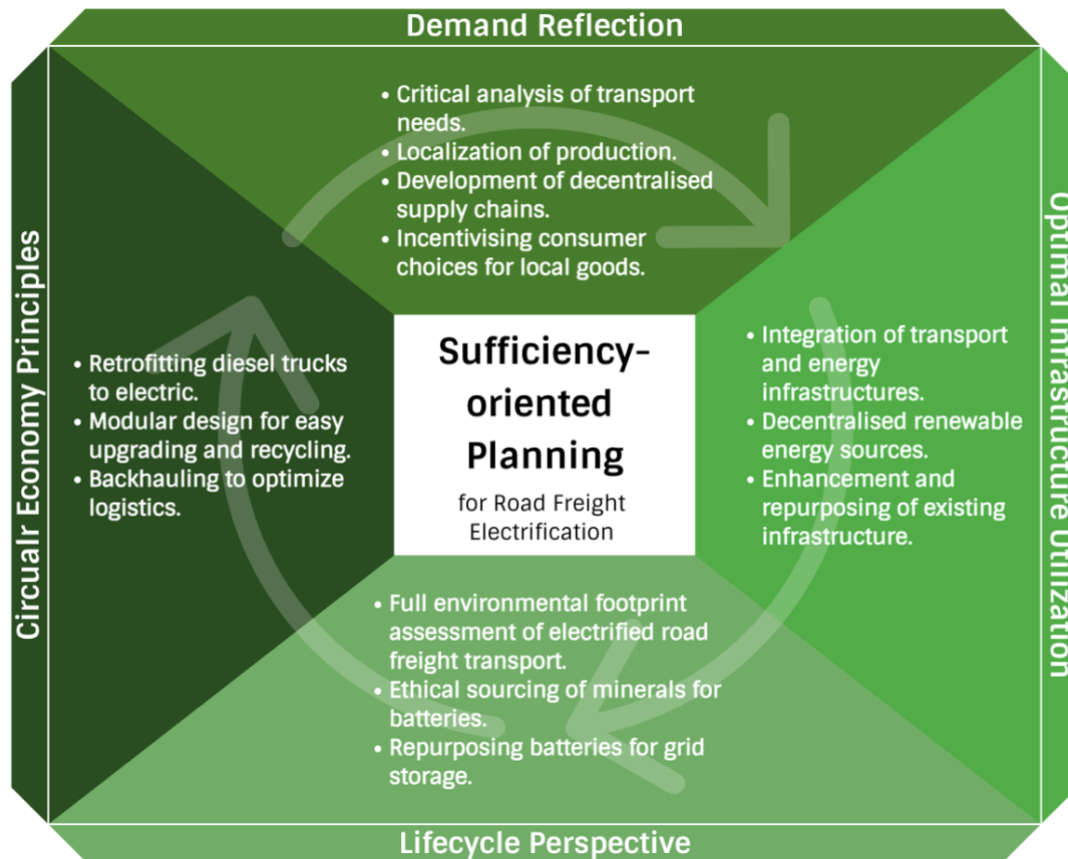 Demand Reflection
• Critical analysis of transport
needs.
• Localization of production.
• Development of decentralised
supply chains.
• Incentivising consumer
choices for local goods.
Circualr Economy Principles
• Retrofitting diesel trucks
to electric.
• Modular design for easy
upgrading and recycling.
• Backhauling to optimize
logistics.
Sufficiency-
oriented
Planning
for Road Freight
Electrification
• Integration of transport
and energy
infrastructures.
• Decentralised renewable
energy sources.
• Enhancement and
repurposing of existing
infrastructure.
Optimal Infrastructure Utilization
• Full environmental footprint
assessment of electrified road
freight transport.
• Ethical sourcing of minerals for
batteries.
• Repurposing batteries for grid
storage.
Lifecycle Perspective